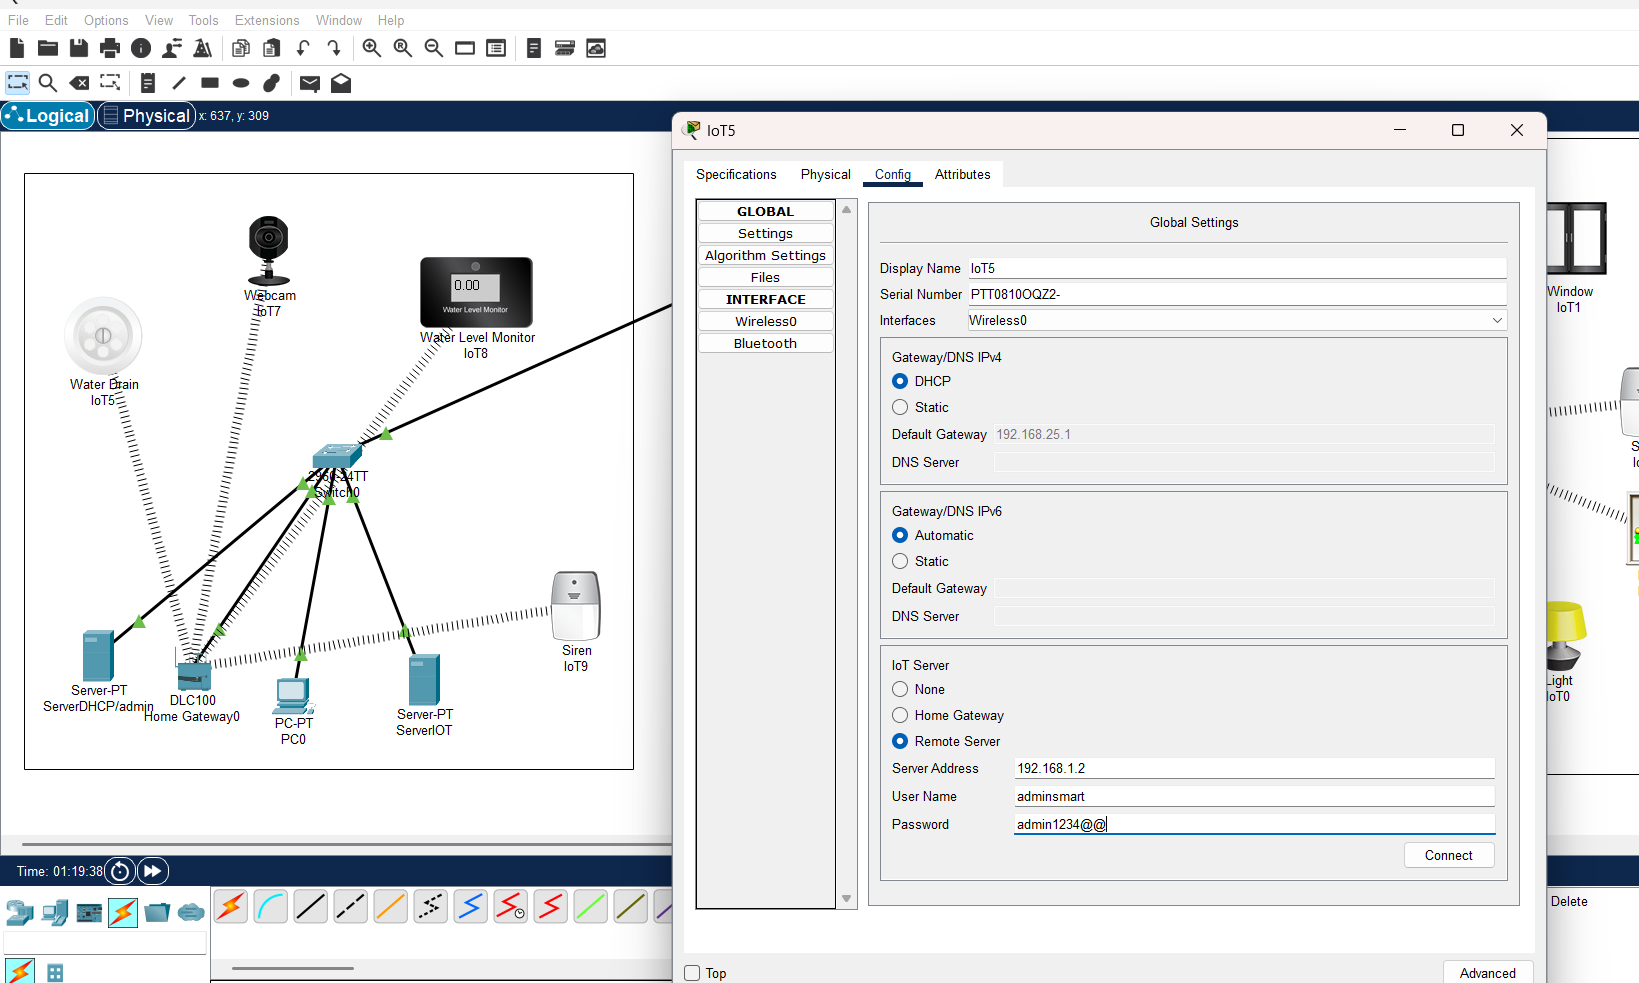 File Edit Options View Tools Extensions Window Help
Logical Physical x: 637, y: 309
Webcam
IoT7
0.00
Water Level Monitor
Water Level Monitor
IoT8
Water Drain
IoT5
2960-24TT
Switch0
Siren
IoT9
Server-PT
ServerDHCP/admin
DLC100
Home Gateway0
PC-PT
PC0
Server-PT
ServerIOT
Time: 01:19:38
IoT5
Specifications Physical Config Attributes
GLOBAL
Settings
Algorithm Settings
Files
INTERFACE
Wireless0
Bluetooth
Global Settings
Display Name IoT5
Serial Number PTT0810OQZ2-
Interfaces Wireless0
Gateway/DNS IPv4
DHCP
Static
Default Gateway 192.168.25.1
DNS Server
Gateway/DNS IPv6
Automatic
Static
Default Gateway
DNS Server
IoT Server
None
Home Gateway
Remote Server
Server Address 192.168.1.2
User Name adminsmart
Password admin1234@@
Connect
Top
Advanced
Window
IoT1
Light
IoT0
Delete